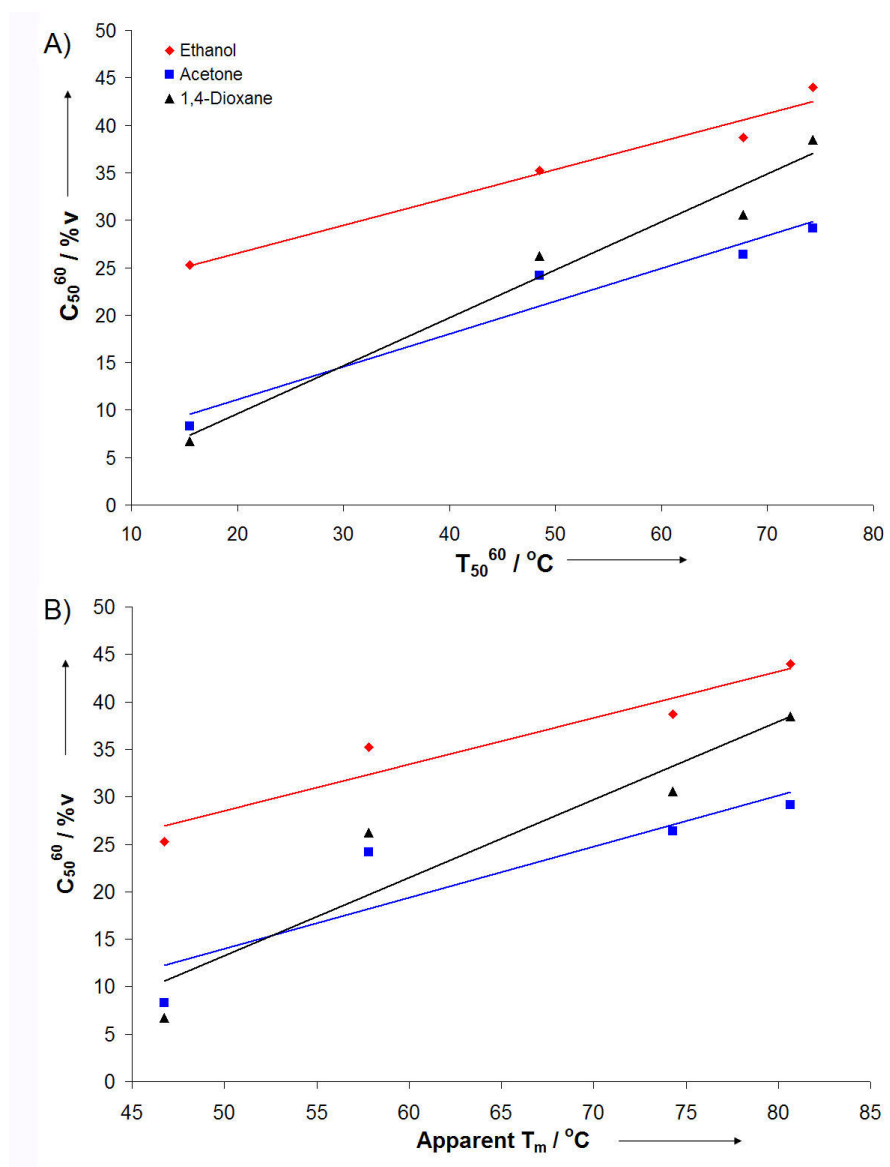 A)
Ethanol
Acetone
1,4-Dioxane
50
45
40
35
30
25
20
15
10
5
0
C₅₀⁶⁰ / %v
10 20 30 40 50 60 70 80
T₅₀⁶⁰ / °C
B)
50
45
40
35
30
25
20
15
10
5
0
C₅₀⁶⁰ / %v
45 50 55 60 65 70 75 80 85
Apparent Tₘ / °C